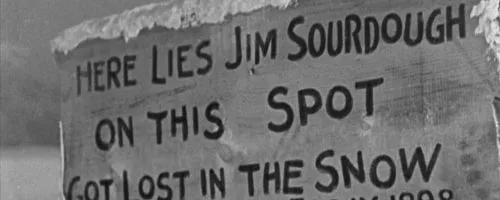 HERE LIES JIM SOURDOUGH
ON THIS SPOT
GOT LOST IN THE SNOW